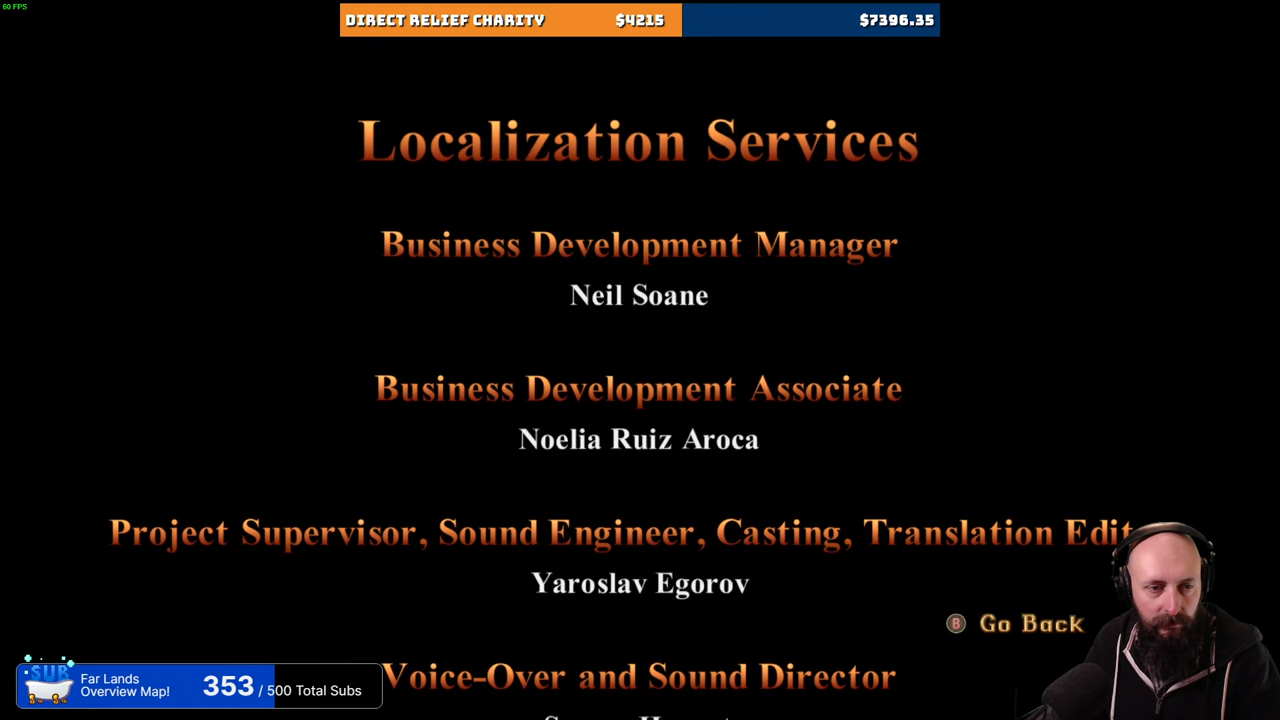 60 FPS
DIRECT RELIEF CHARITY $4215 $7396.35
Localization Services
Business Development Manager
Neil Soane
Business Development Associate
Noelia Ruiz Aroca
Project Supervisor, Sound Engineer, Casting, Translation Edit
Yaroslav Egorov
B Go Back
SUB
Far Lands
Overview Map!
353 / 500 Total Subs
Voice-Over and Sound Director